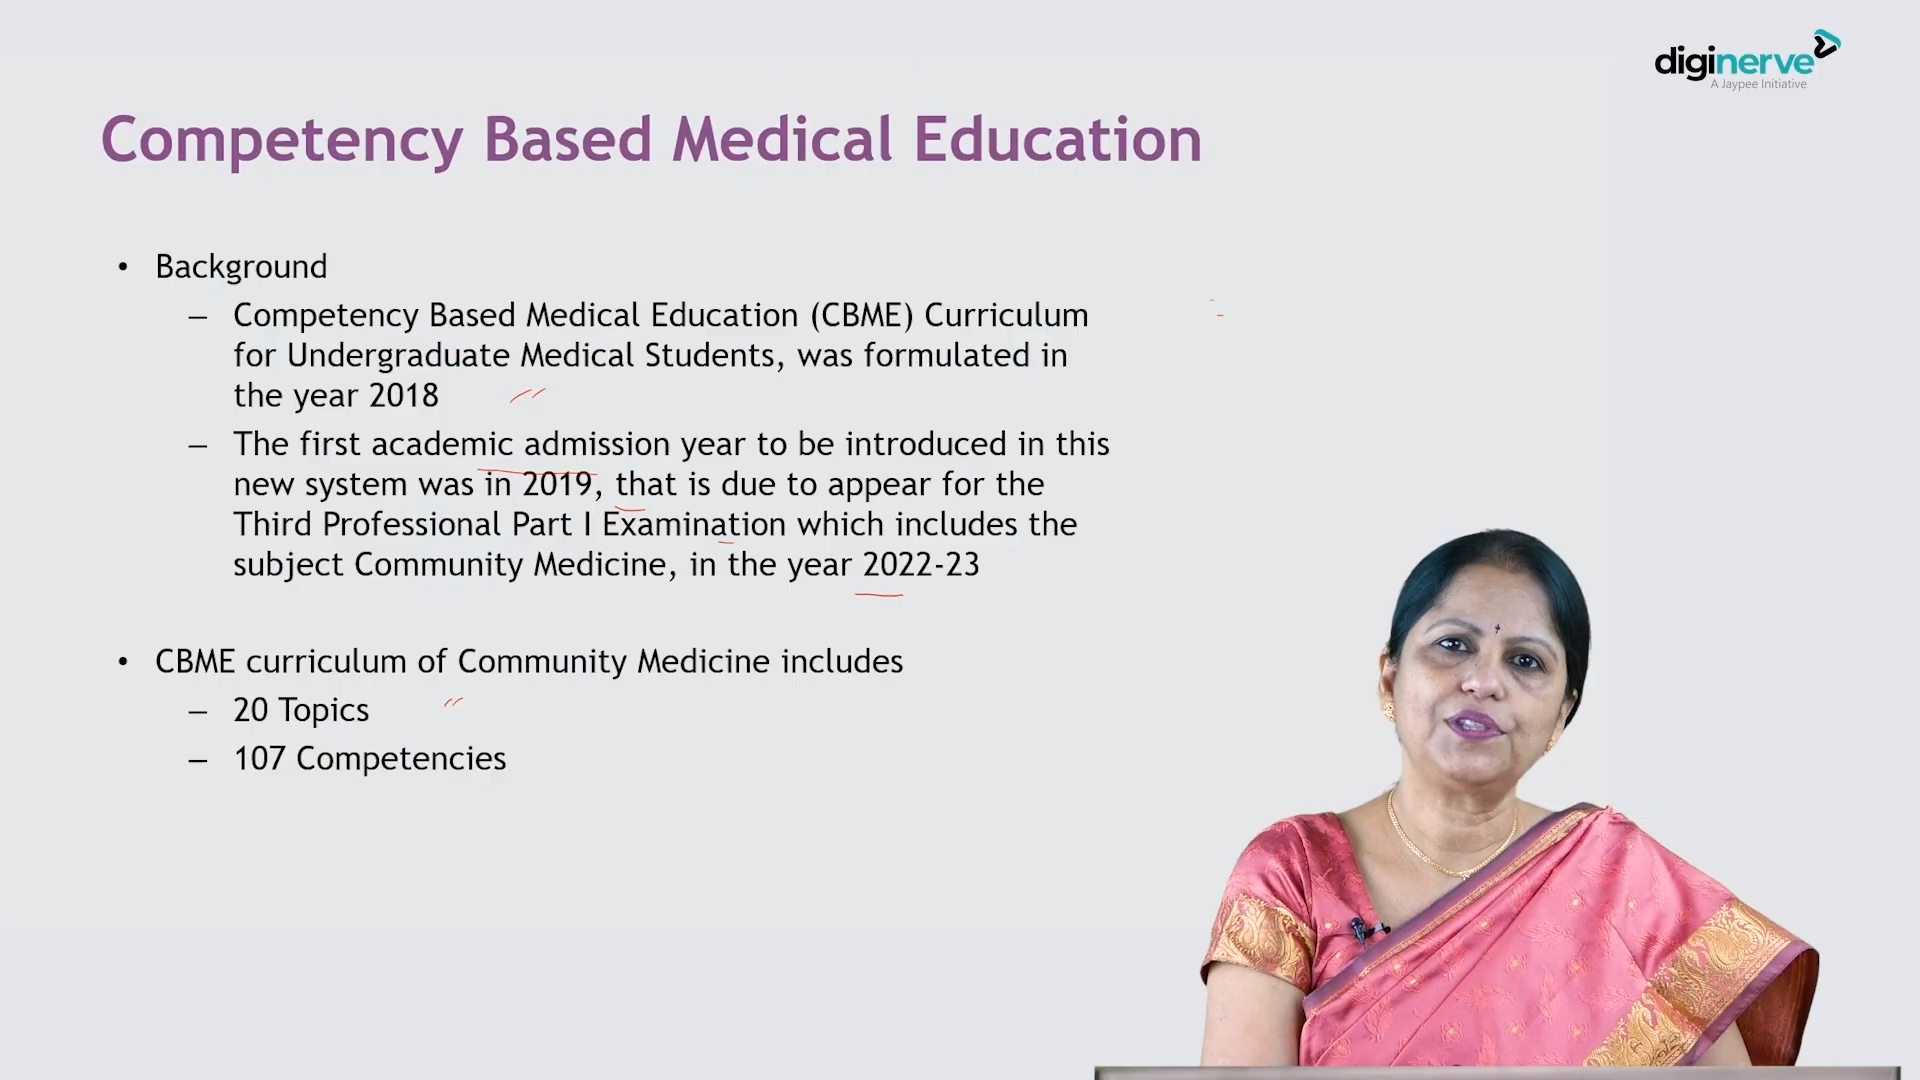 diginerve
A Jaypee Initiative
Competency Based Medical Education
• Background
– Competency Based Medical Education (CBME) Curriculum
for Undergraduate Medical Students, was formulated in
the year 2018
– The first academic admission year to be introduced in this
new system was in 2019, that is due to appear for the
Third Professional Part I Examination which includes the
subject Community Medicine, in the year 2022-23
• CBME curriculum of Community Medicine includes
– 20 Topics
– 107 Competencies